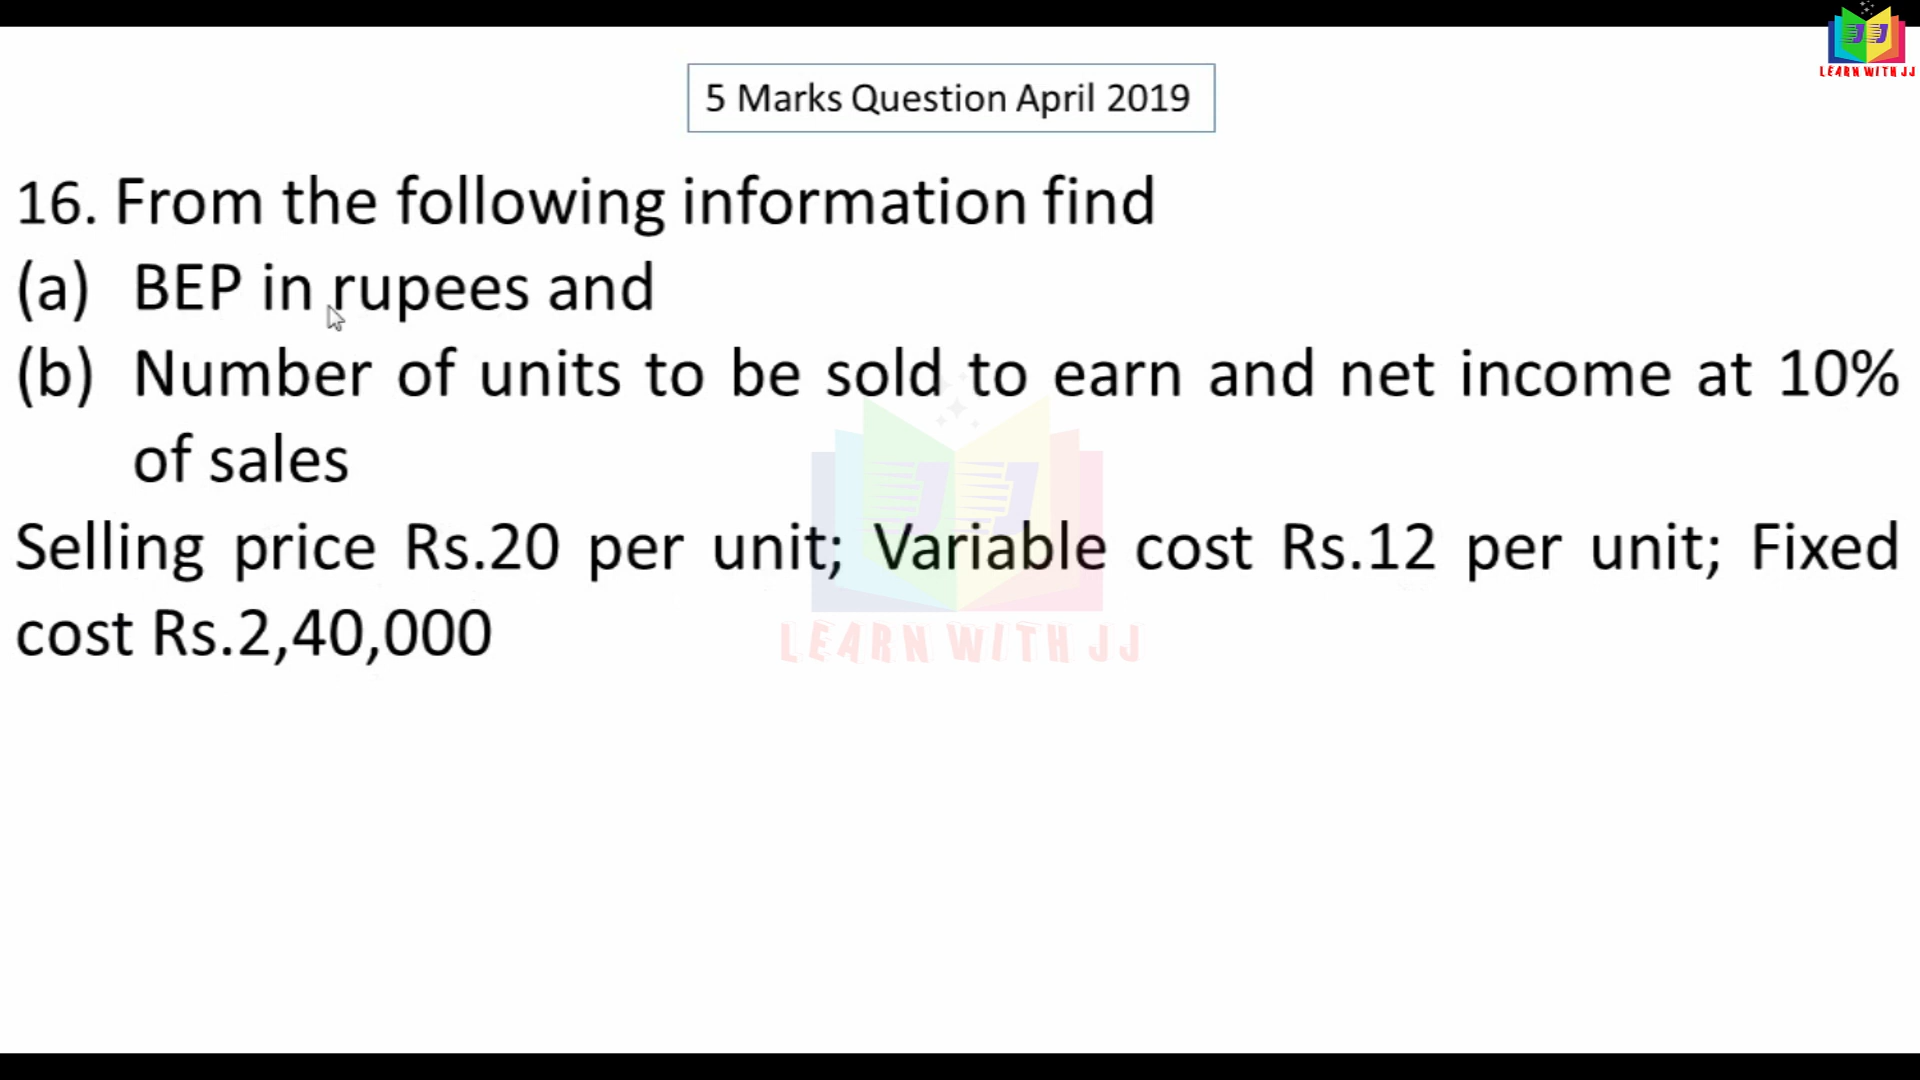 LEARN WITH JJ
5 Marks Question April 2019
16. From the following information find
(a) BEP in rupees and
(b) Number of units to be sold to earn and net income at 10%
of sales
Selling price Rs.20 per unit; Variable cost Rs.12 per unit; Fixed
cost Rs.2,40,000
LEARN WITH JJ